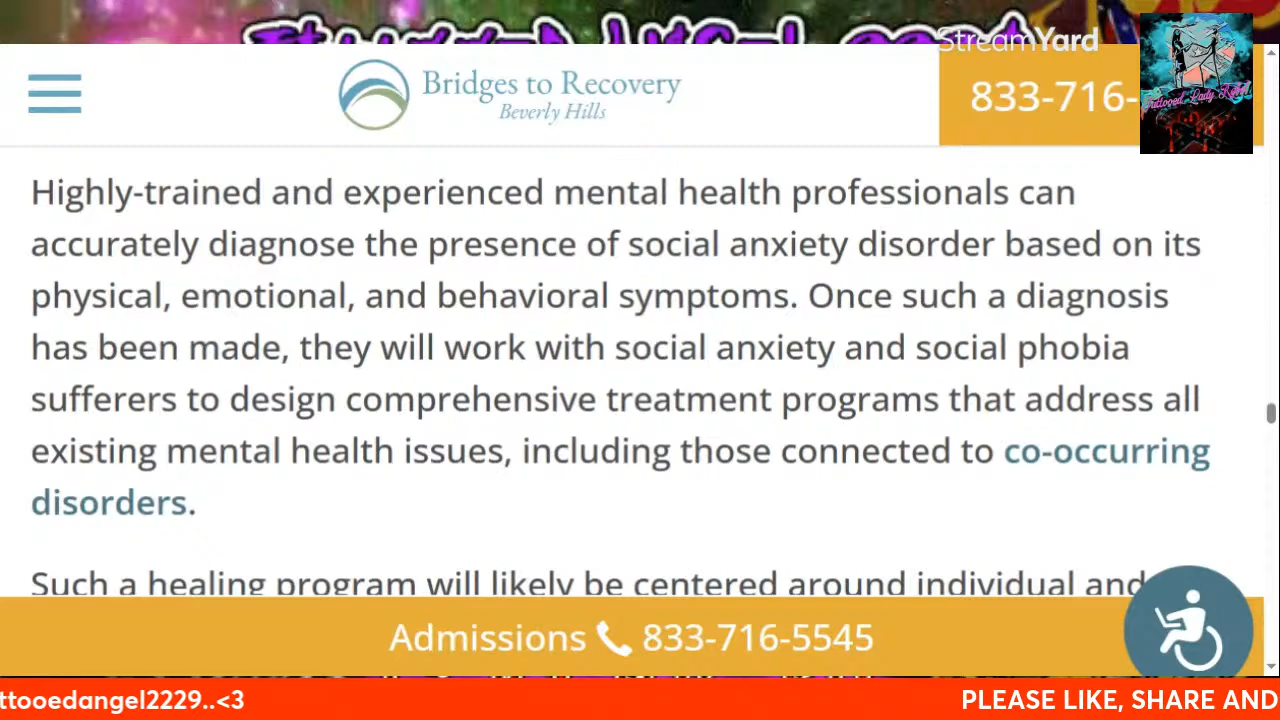 StreamYard
Bridges to Recovery
Beverly Hills
833-716-
Tattooed Lady Rebel
Highly-trained and experienced mental health professionals can
accurately diagnose the presence of social anxiety disorder based on its
physical, emotional, and behavioral symptoms. Once such a diagnosis
has been made, they will work with social anxiety and social phobia
sufferers to design comprehensive treatment programs that address all
existing mental health issues, including those connected to co-occurring
disorders.
Such a healing program will likely be centered around individual and
Admissions 833-716-5545
ttooedangel2229..<3
PLEASE LIKE, SHARE AND